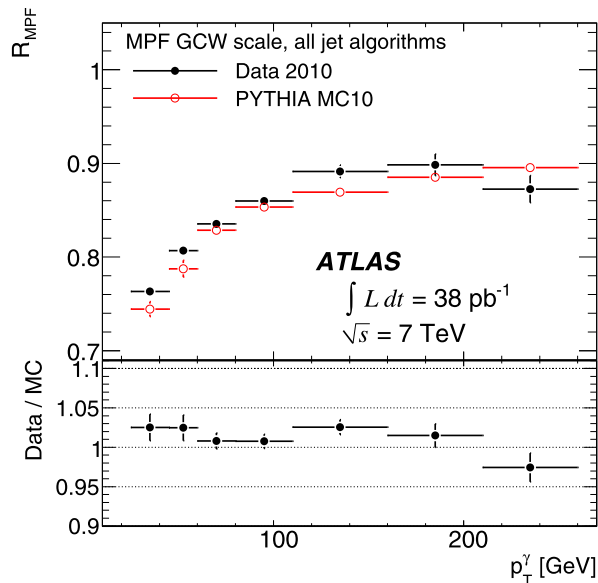 R_MPF
MPF GCW scale, all jet algorithms
Data 2010
PYTHIA MC10
1
0.9
0.8
0.7
ATLAS
∫ L dt = 38 pb⁻¹
√s = 7 TeV
Data / MC
1.1
1.05
1
0.95
0.9
100
200
p_T^γ [GeV]